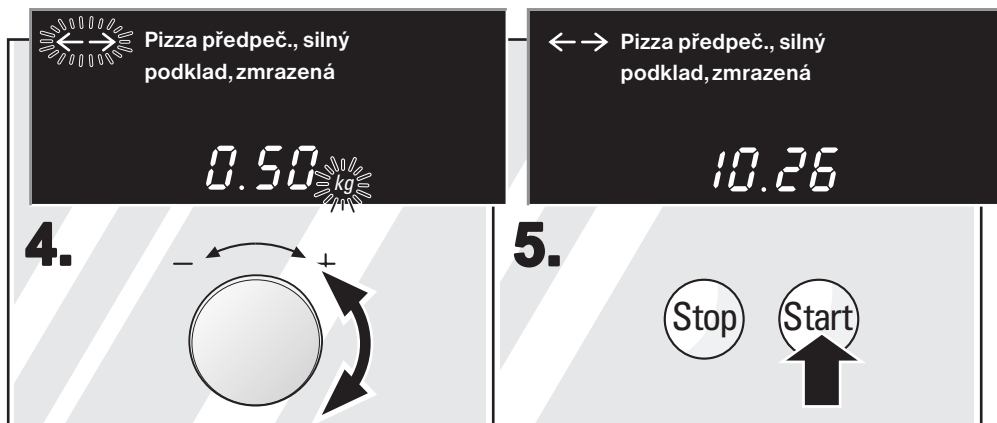 Pizza předpeč., silný
podklad, zmrazená
0.50 kg
4.
– +
Pizza předpeč., silný
podklad, zmrazená
10.26
5.
Stop Start